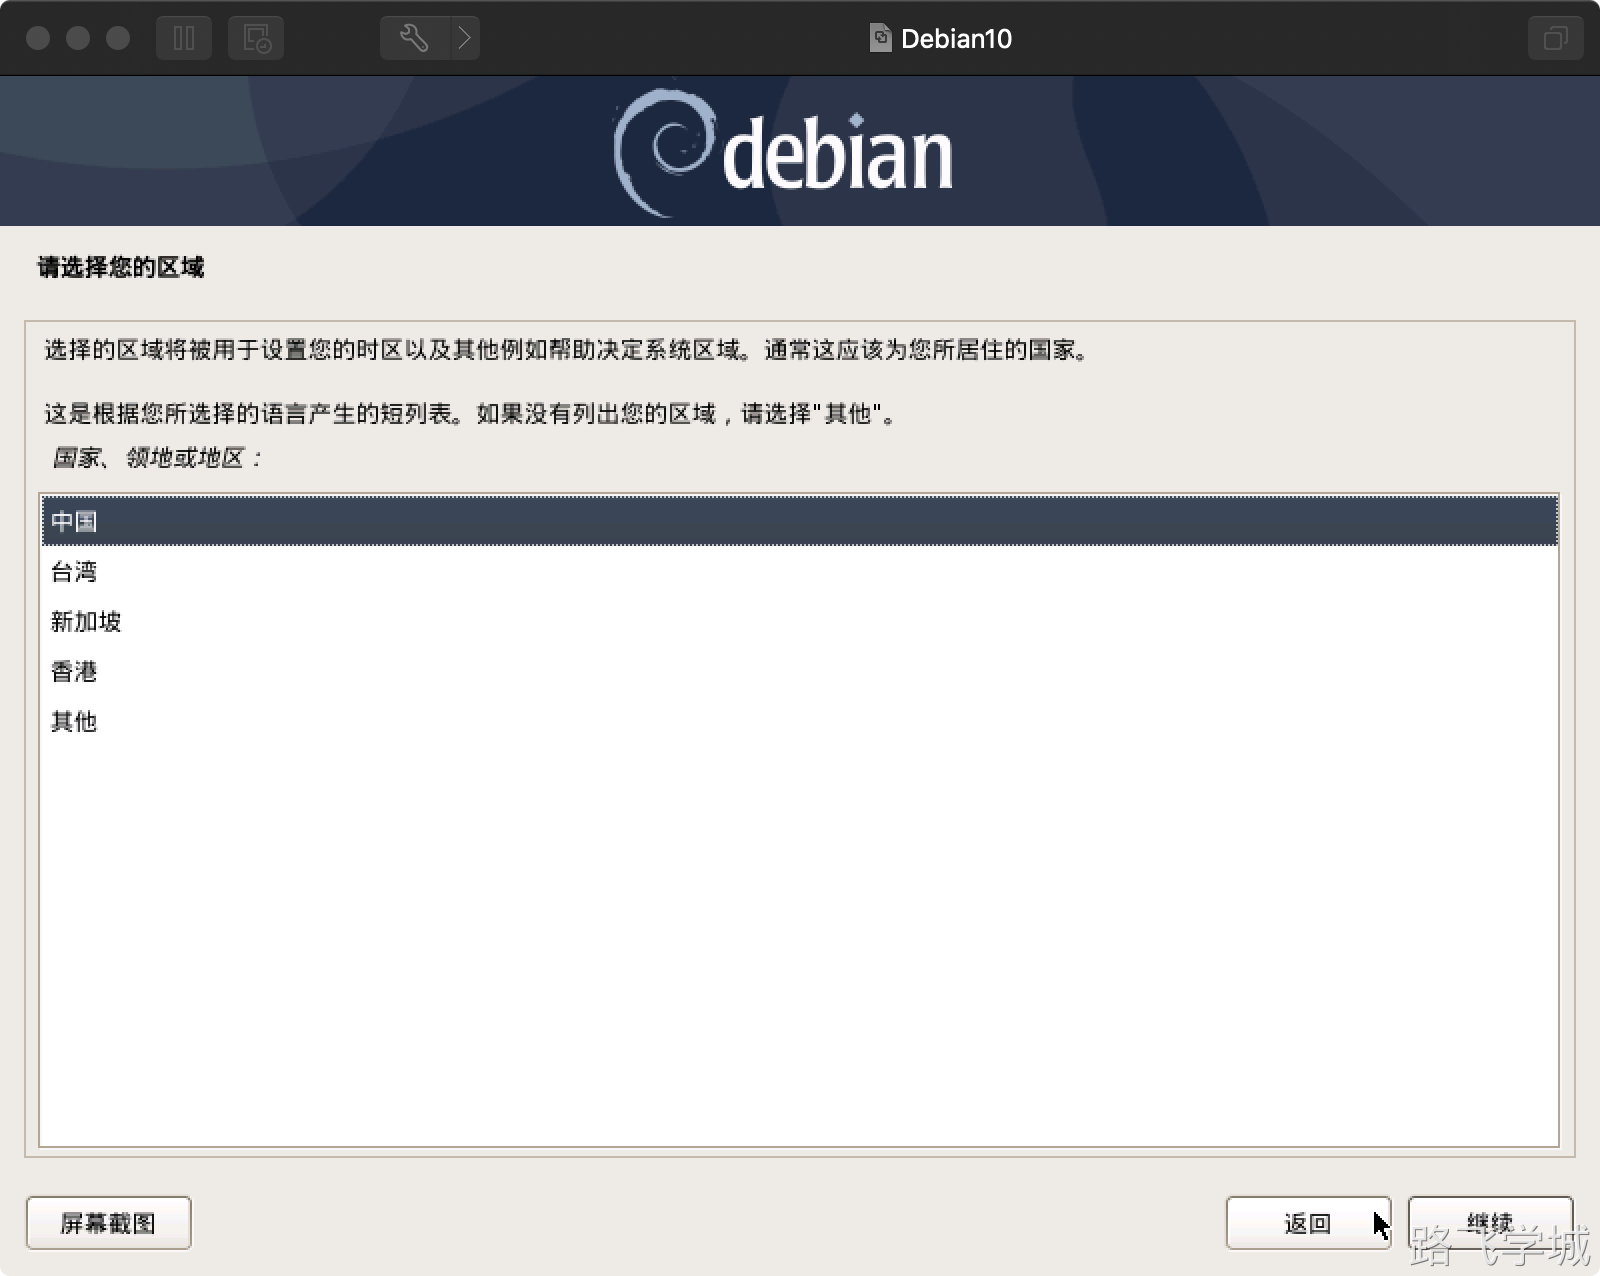 Debian10
debian
请选择您的区域
选择的区域将被用于设置您的时区以及其他例如帮助决定系统区域。通常这应该为您所居住的国家。
这是根据您所选择的语言产生的短列表。如果没有列出您的区域，请选择"其他"。
国家、领地或地区：
中国
台湾
新加坡
香港
其他
屏幕截图
返回
继续
路飞学城